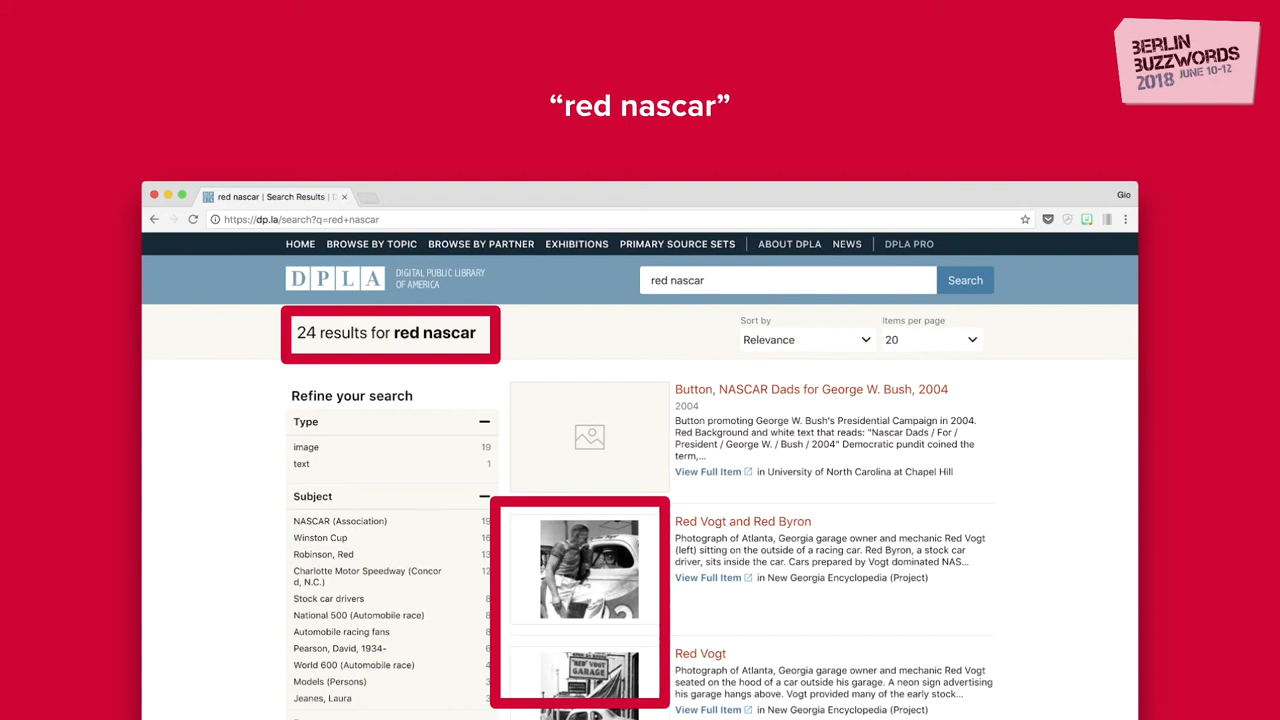 BERLIN
BUZZWORDS
2018 JUNE 10-12
“red nascar”
red nascar | Search Results | D
Gio
https://dp.la/search?q=red+nascar
HOME BROWSE BY TOPIC BROWSE BY PARTNER EXHIBITIONS PRIMARY SOURCE SETS ABOUT DPLA NEWS DPLA PRO
DPLA
DIGITAL PUBLIC LIBRARY
OF AMERICA
red nascar
Search
24 results for red nascar
Sort by
Relevance
Items per page
20
Refine your search
Type
image 19
text 1
Subject
NASCAR (Association) 19
Winston Cup 16
Robinson, Red 13
Charlotte Motor Speedway (Concor 12
d, N.C.)
Stock car drivers 8
National 500 (Automobile race) 8
Automobile racing fans 8
Pearson, David, 1934-
World 600 (Automobile race) 4
Models (Persons)
Jeanes, Laura 3
Button, NASCAR Dads for George W. Bush, 2004
2004
Button promoting George W. Bush's Presidential Campaign in 2004.
Red Background and white text that reads: "Nascar Dads / For /
President / George W. / Bush / 2004" Democratic pundit coined the
term,...
View Full Item in University of North Carolina at Chapel Hill
Red Vogt and Red Byron
Photograph of Atlanta, Georgia garage owner and mechanic Red Vogt
(left) sitting on the outside of a racing car. Red Byron, a stock car
driver, sits inside the car. Cars prepared by Vogt dominated NAS...
View Full Item in New Georgia Encyclopedia (Project)
"RED" VOGT
GARAGE
Red Vogt
Photograph of Atlanta, Georgia garage owner and mechanic Red Vogt
seated on the hood of a car outside his garage. A neon sign advertising
his garage hangs above. Vogt provided many of the early stock...
View Full Item in New Georgia Encyclopedia (Project)